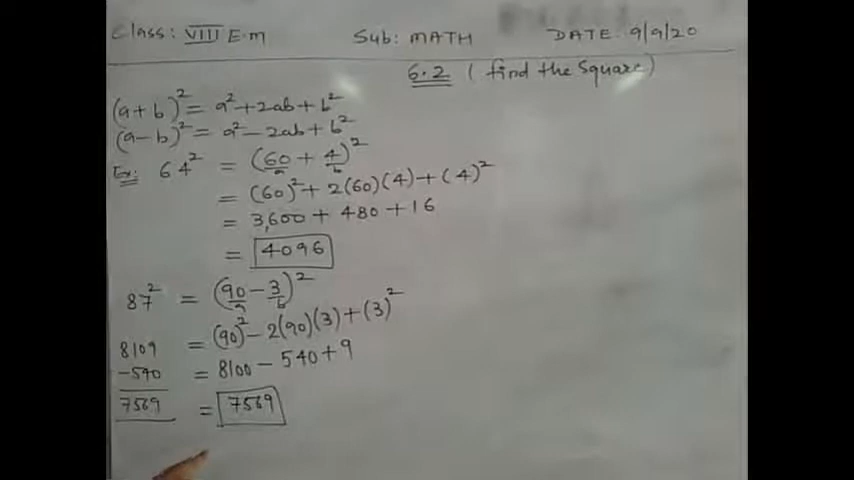 Class: VIII E.m Sub: MATH DATE: 9/9/20
6.2 ( find the Square)
(a+b)² = a²+2ab+b²
(a-b)² = a²-2ab+b²
Ex: 64² = (60 + 4)²
a b
= (60)² + 2(60)(4) + (4)²
= 3,600 + 480 + 16
= 4096
87² = (90 - 3)²
a b
= (90)² - 2(90)(3) + (3)²
8109
= 8100 - 540 + 9
-540
7569 = 7569